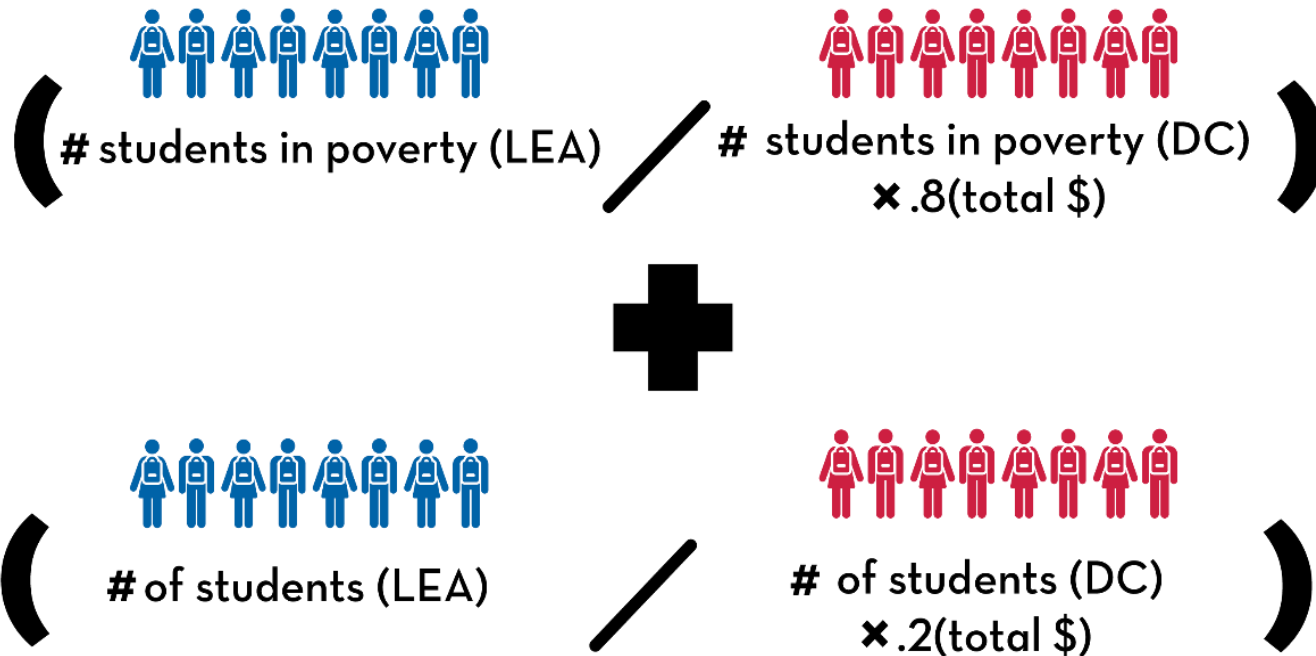 ( # students in poverty (LEA) / # students in poverty (DC) )
× .8(total $)
+
( # of students (LEA) / # of students (DC) )
× .2(total $)